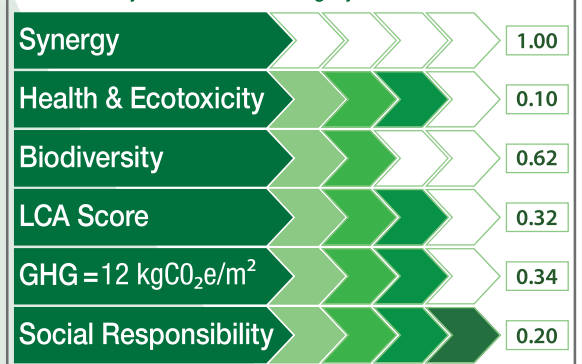 Synergy 1.00
Health & Ecotoxicity 0.10
Biodiversity 0.62
LCA Score 0.32
GHG = 12 kgC0₂e/m² 0.34
Social Responsibility 0.20